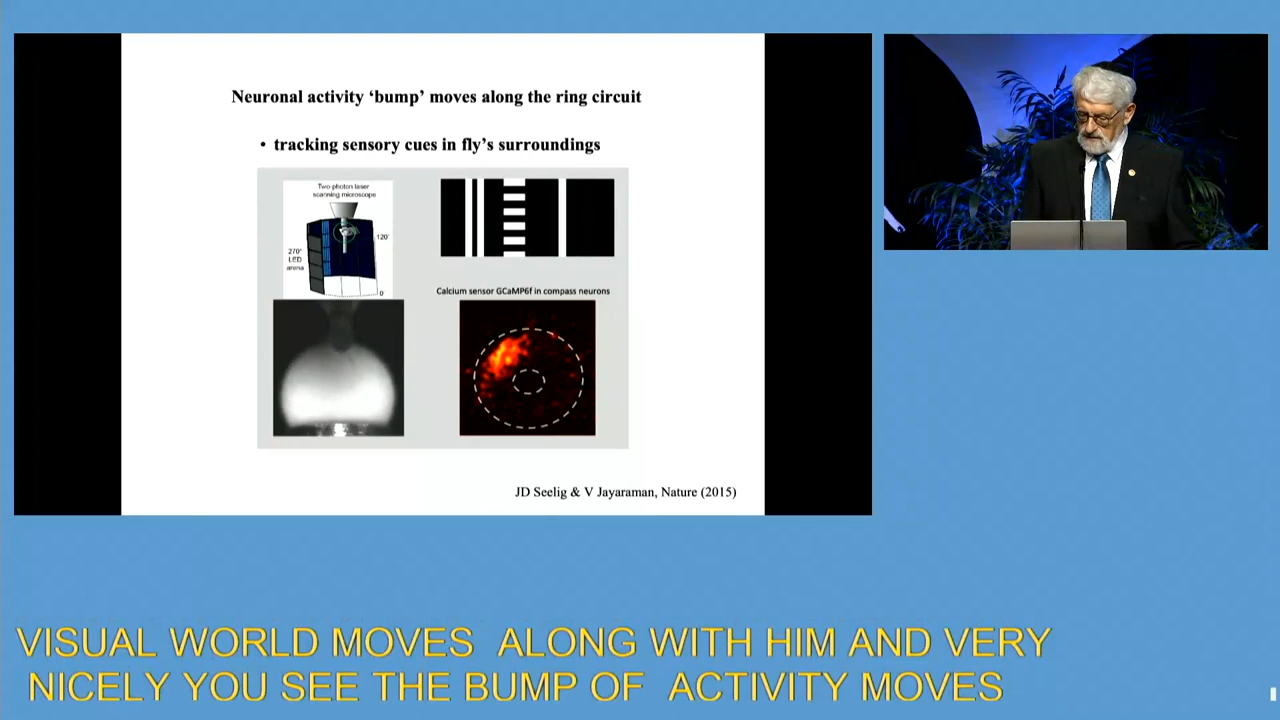 Neuronal activity ‘bump’ moves along the ring circuit
• tracking sensory cues in fly’s surroundings
Two photon laser
scanning microscope
120°
270°
LED
arena
0
Calcium sensor GCaMP6f in compass neurons
JD Seelig & V Jayaraman, Nature (2015)
VISUAL WORLD MOVES ALONG WITH HIM AND VERY
NICELY YOU SEE THE BUMP OF ACTIVITY MOVES